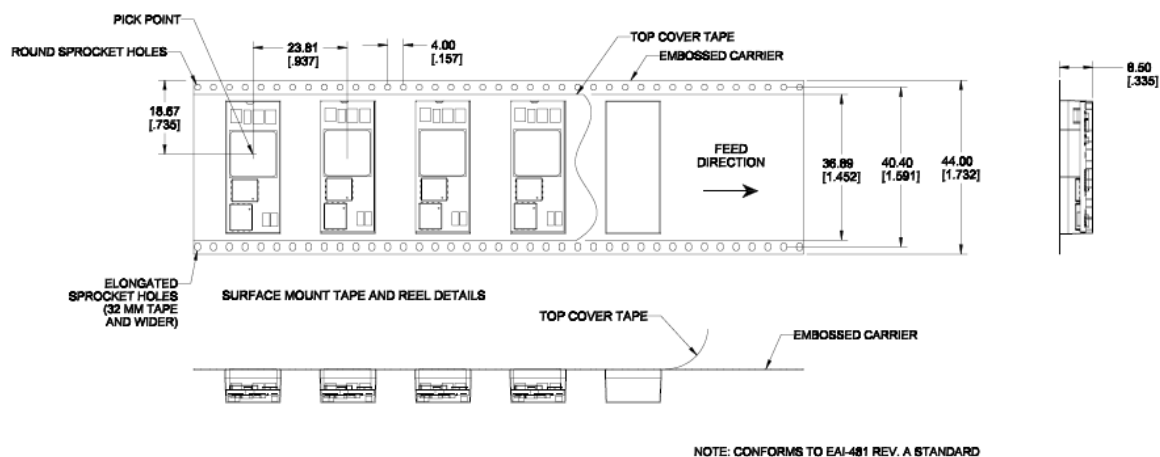 PICK POINT
ROUND SPROCKET HOLES
23.81
[.937]
4.00
[.157]
TOP COVER TAPE
EMBOSSED CARRIER
8.50
[.335]
18.67
[.735]
FEED
DIRECTION
36.89
[1.452]
40.40
[1.591]
44.00
[1.732]
ELONGATED
SPROCKET HOLES
(32 MM TAPE
AND WIDER)
SURFACE MOUNT TAPE AND REEL DETAILS
TOP COVER TAPE
EMBOSSED CARRIER
NOTE: CONFORMS TO EAI-481 REV. A STANDARD